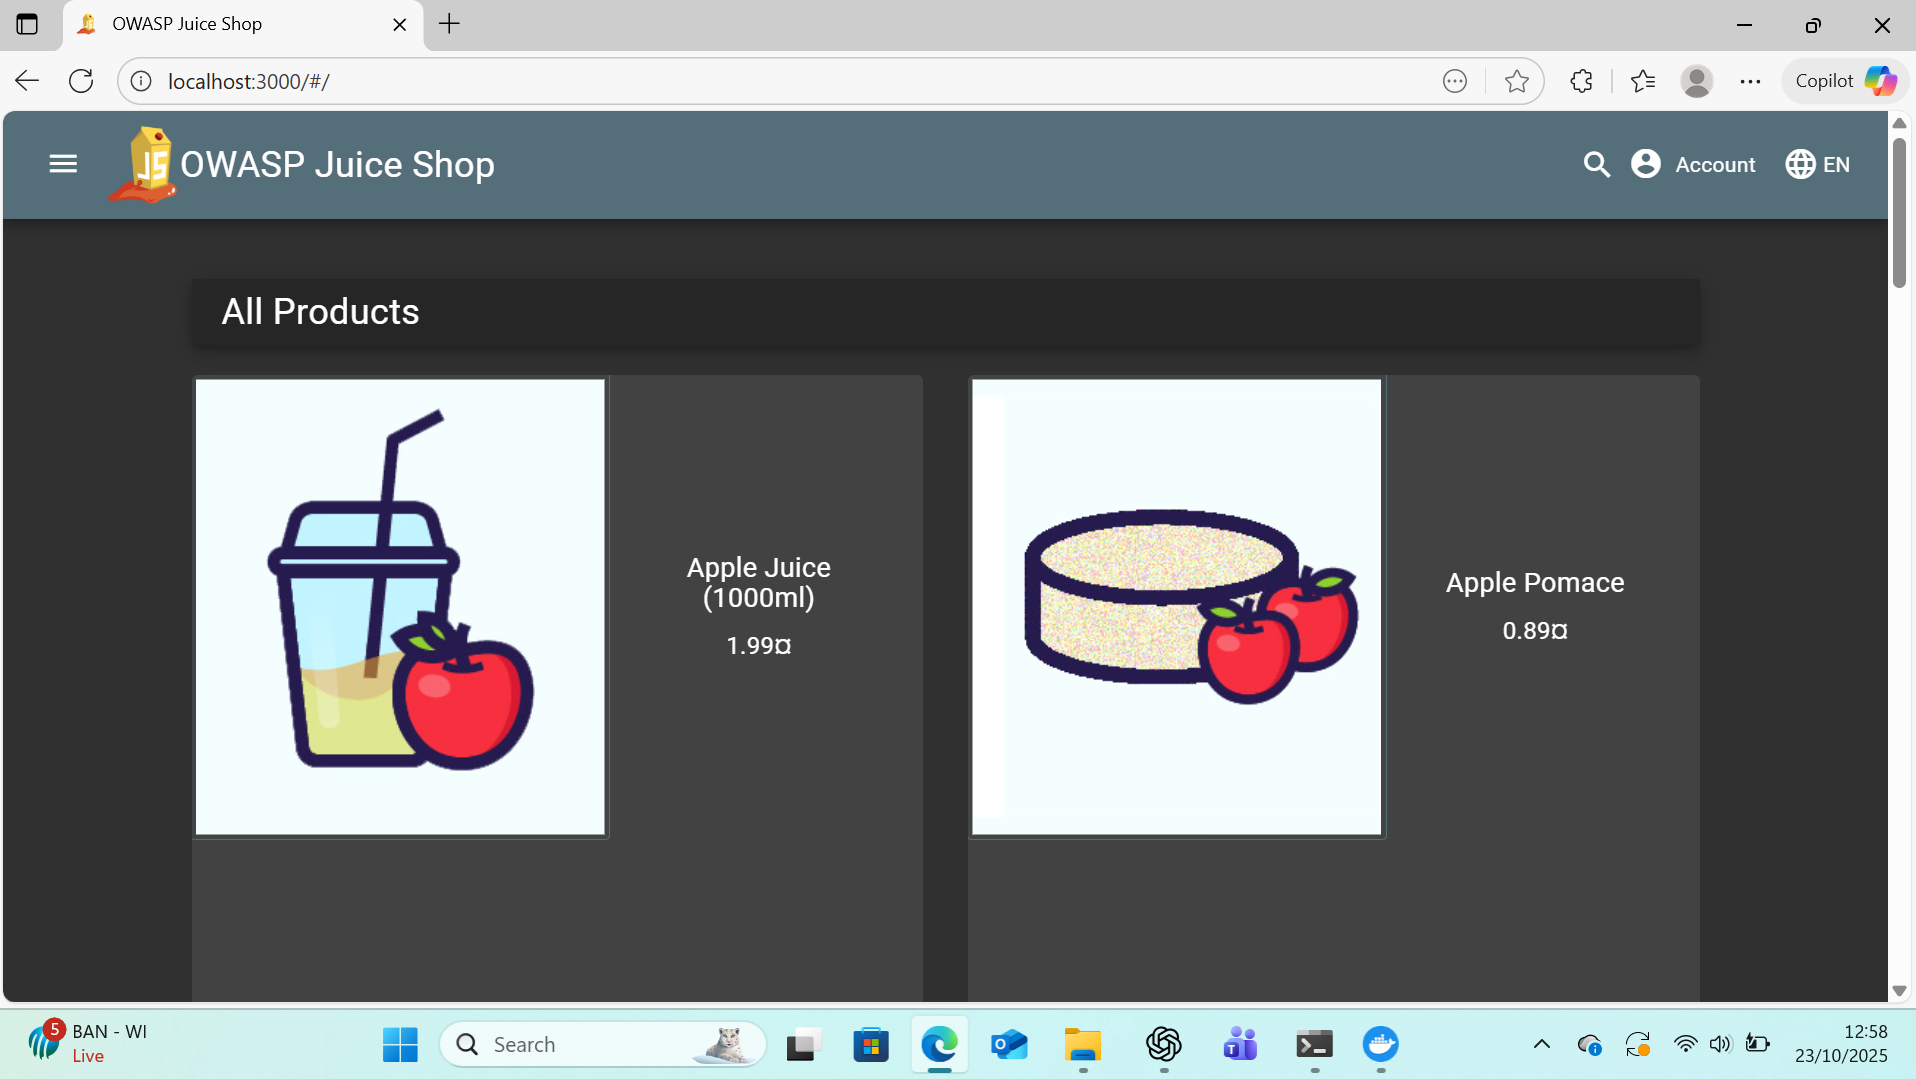 OWASP Juice Shop
localhost:3000/#/
Copilot
JS
OWASP Juice Shop
Account
EN
All Products
Apple Juice
(1000ml)
1.99¤
Apple Pomace
0.89¤
5
BAN - WI
Live
Search
12:58
23/10/2025